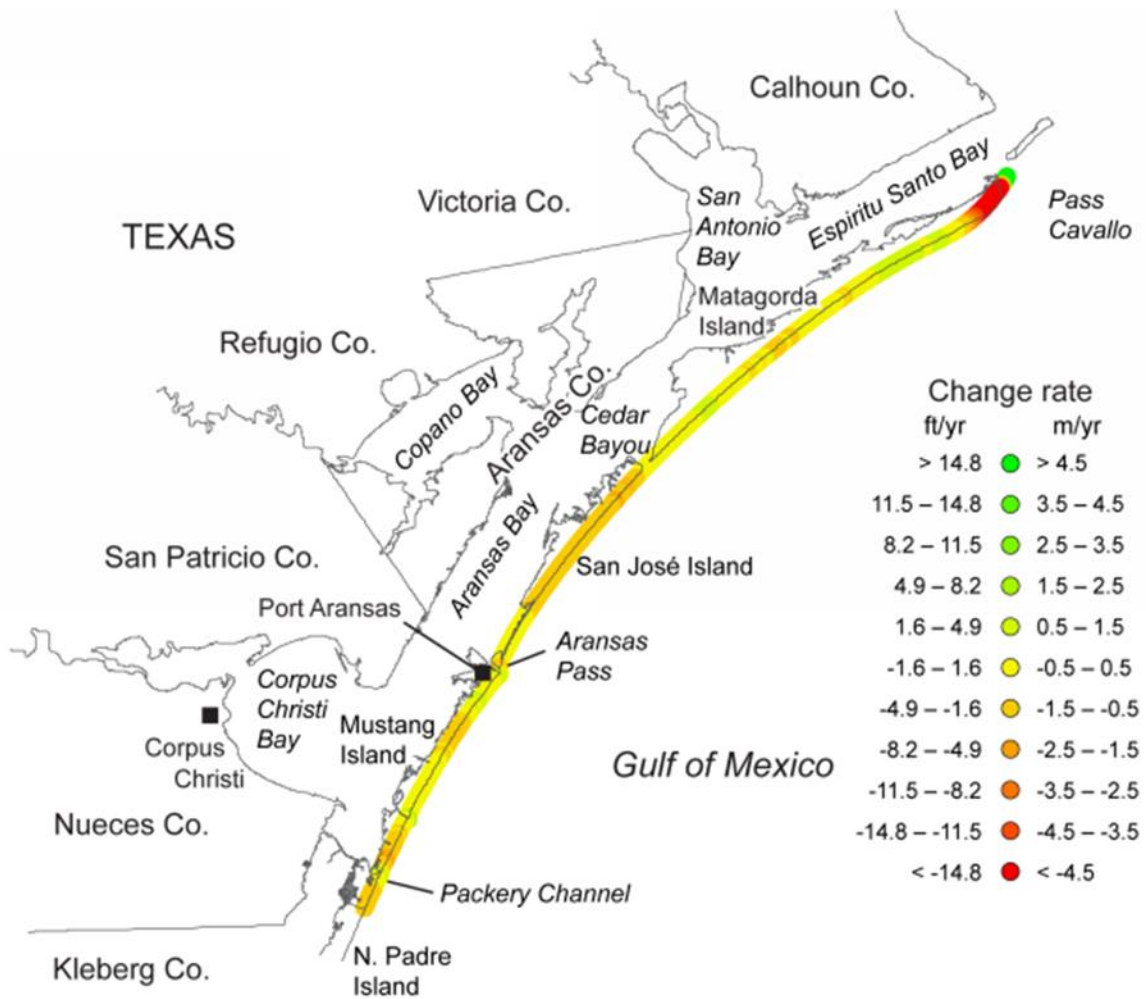 Calhoun Co.
Espiritu Santo Bay
Pass
Cavallo
San
Antonio
Bay
Victoria Co.
TEXAS
Matagorda
Island
Refugio Co.
Copano Bay
Aransas Co.
Cedar
Bayou
Aransas Bay
San José Island
San Patricio Co.
Port Aransas
Aransas
Pass
Corpus
Christi
Bay
Mustang
Island
Corpus
Christi
Gulf of Mexico
Nueces Co.
Packery Channel
N. Padre
Island
Kleberg Co.
Change rate
ft/yr m/yr
> 14.8 > 4.5
11.5 – 14.8 3.5 – 4.5
8.2 – 11.5 2.5 – 3.5
4.9 – 8.2 1.5 – 2.5
1.6 – 4.9 0.5 – 1.5
-1.6 – 1.6 -0.5 – 0.5
-4.9 – -1.6 -1.5 – -0.5
-8.2 – -4.9 -2.5 – -1.5
-11.5 – -8.2 -3.5 – -2.5
-14.8 – -11.5 -4.5 – -3.5
< -14.8 < -4.5